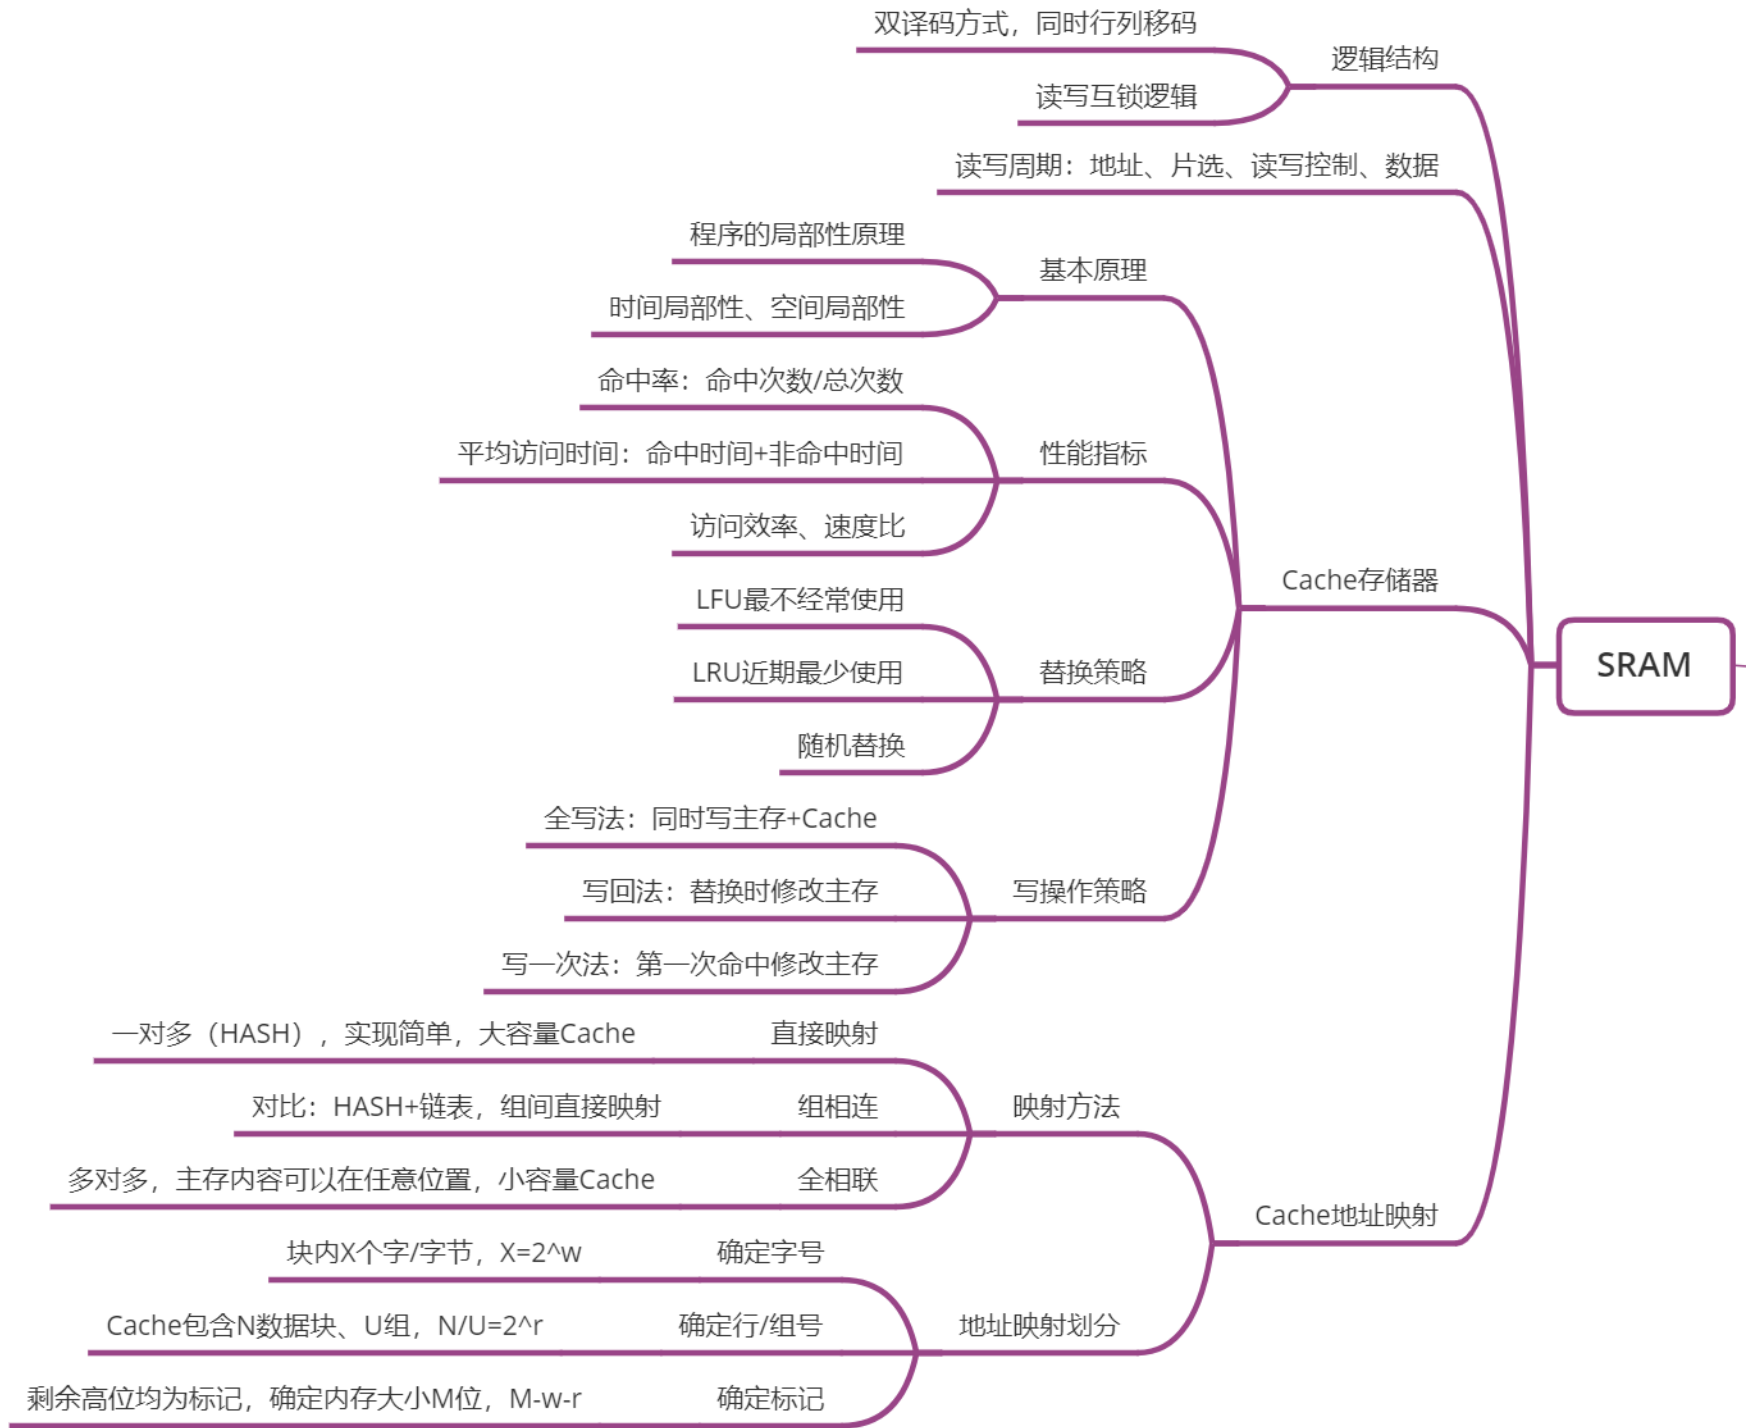 双译码方式，同时行列移码
逻辑结构
读写互锁逻辑
读写周期：地址、片选、读写控制、数据
程序的局部性原理
基本原理
时间局部性、空间局部性
命中率：命中次数/总次数
平均访问时间：命中时间+非命中时间
性能指标
访问效率、速度比
Cache存储器
LFU最不经常使用
SRAM
LRU近期最少使用
替换策略
随机替换
全写法：同时写主存+Cache
写回法：替换时修改主存
写操作策略
写一次法：第一次命中修改主存
一对多（HASH），实现简单，大容量Cache
直接映射
对比：HASH+链表，组间直接映射
组相连
映射方法
多对多，主存内容可以在任意位置，小容量Cache
全相联
Cache地址映射
块内X个字/字节，X=2^w
确定字号
Cache包含N数据块、U组，N/U=2^r
确定行/组号
地址映射划分
剩余高位均为标记，确定内存大小M位，M-w-r
确定标记